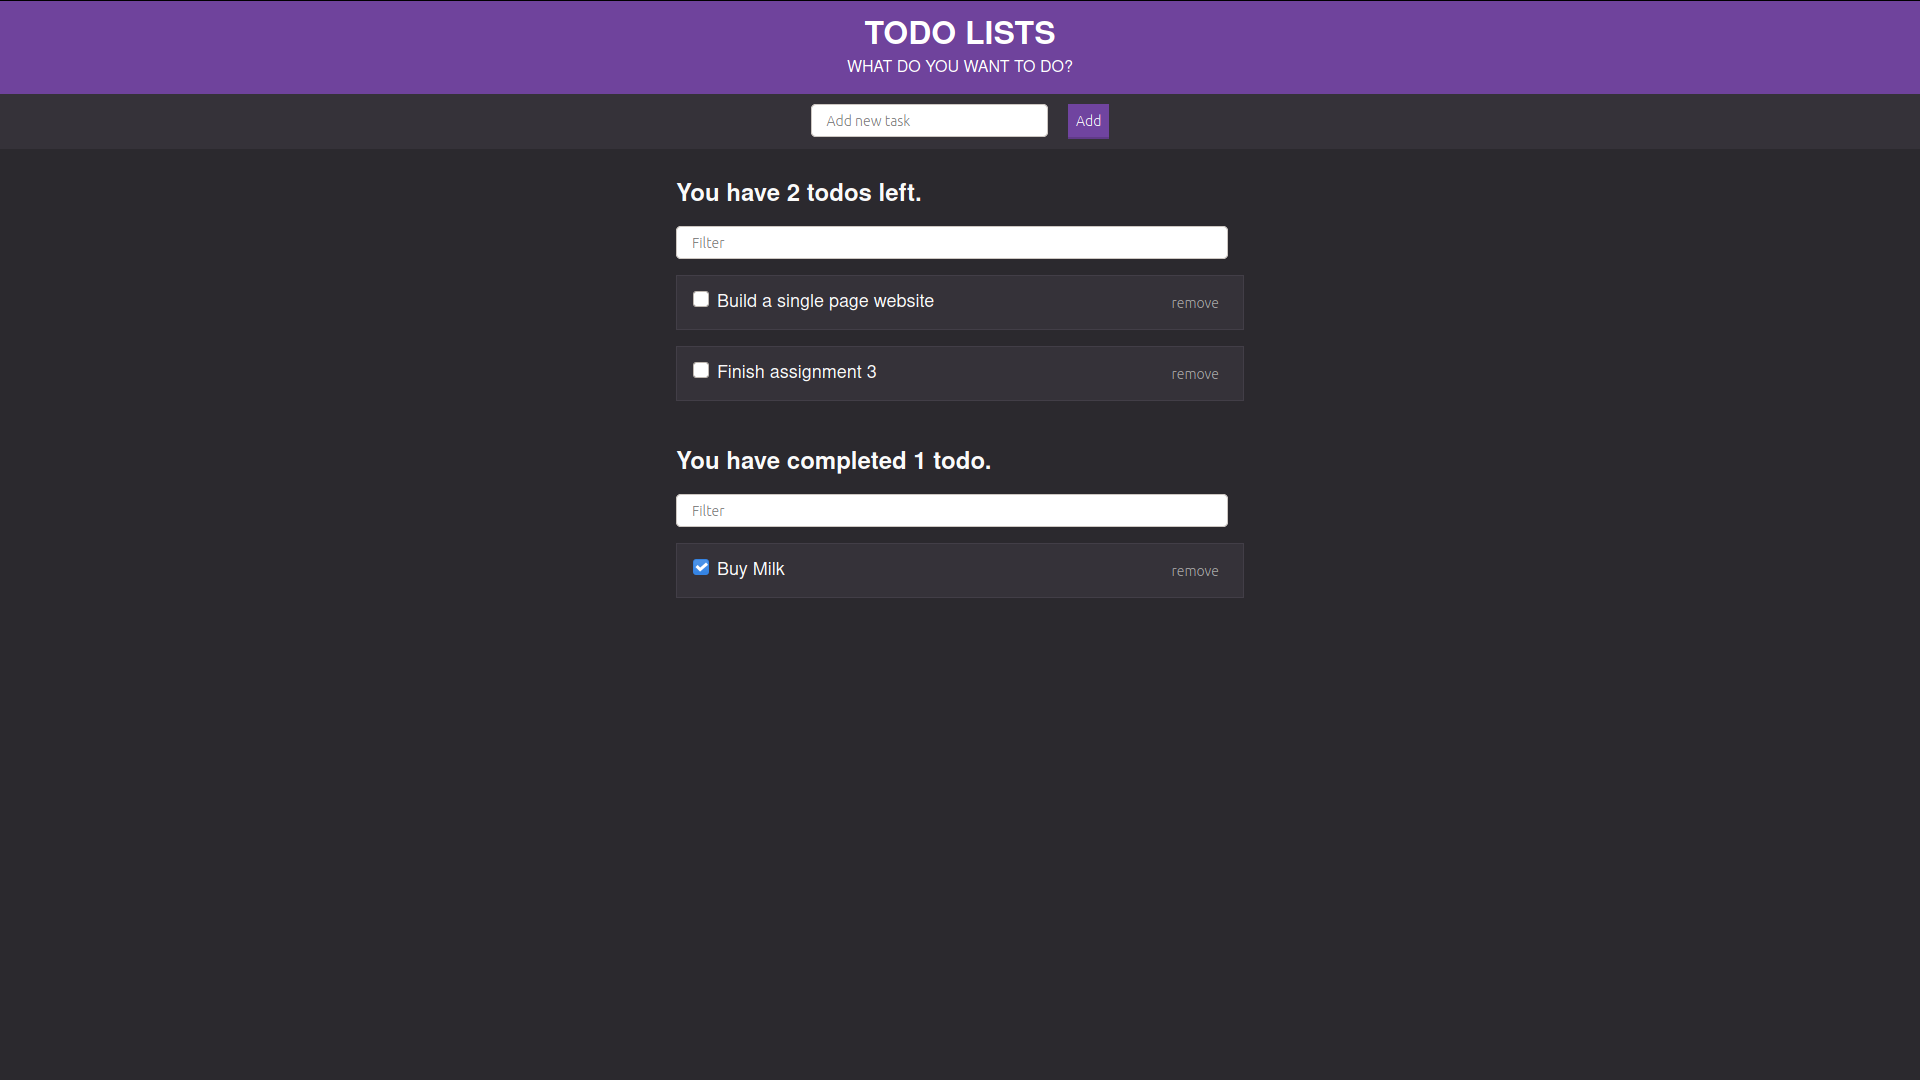 TODO LISTS
WHAT DO YOU WANT TO DO?
Add new task Add
You have 2 todos left.
Filter
Build a single page website remove
Finish assignment 3 remove
You have completed 1 todo.
Filter
Buy Milk remove